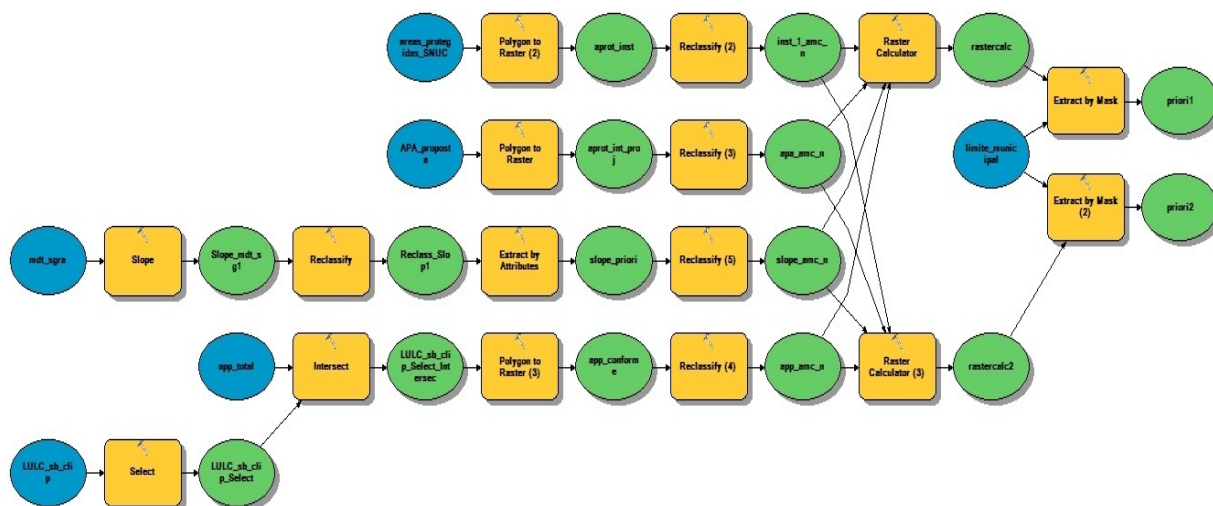 areas_proteg
idas_SNUC
Polygon to
Raster (2)
aprot_inst
Reclassify (2)
inst_1_amc_
n
Raster
Calculator
rastercalc
Extract by Mask
priori1
APA_propost
a
Polygon to
Raster
aprot_int_pro
j
Reclassify (3)
apa_amc_n
limite_munic
ipal
Extract by Mask
(2)
priori2
mdt_sgra
Slope
Slope_mdt_s
g1
Reclassify
Reclass_Slo
p1
Extract by
Attributes
slope_priori
Reclassify (5)
slope_amc_n
app_total
Intersect
LULC_sb_cli
p_Select_Int
ersec
Polygon to
Raster (3)
app_conform
e
Reclassify (4)
app_amc_n
Raster
Calculator (3)
rastercalc2
LULC_sb_cli
p
Select
LULC_sb_cli
p_Select